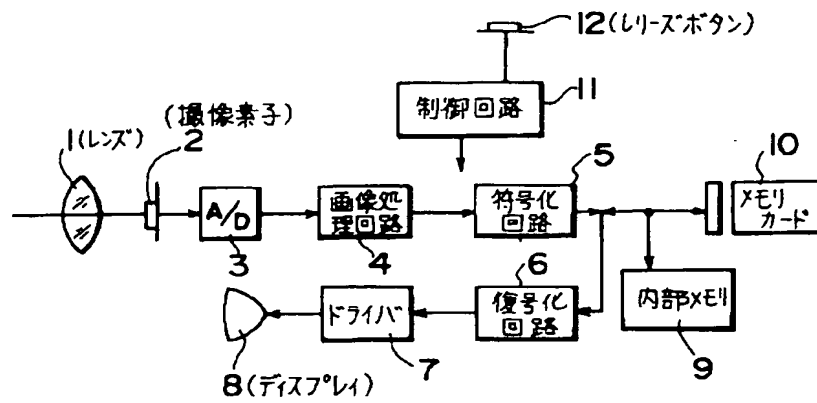 12(レリーズボタン)
制御回路
11
(撮像素子)
1(レンズ)
2
A/D
3
画像処
理回路
4
符号化
回路
5
メモリ
カード
10
復号化
回路
6
ドライバ
7
内部メモリ
9
8(ディスプレイ)